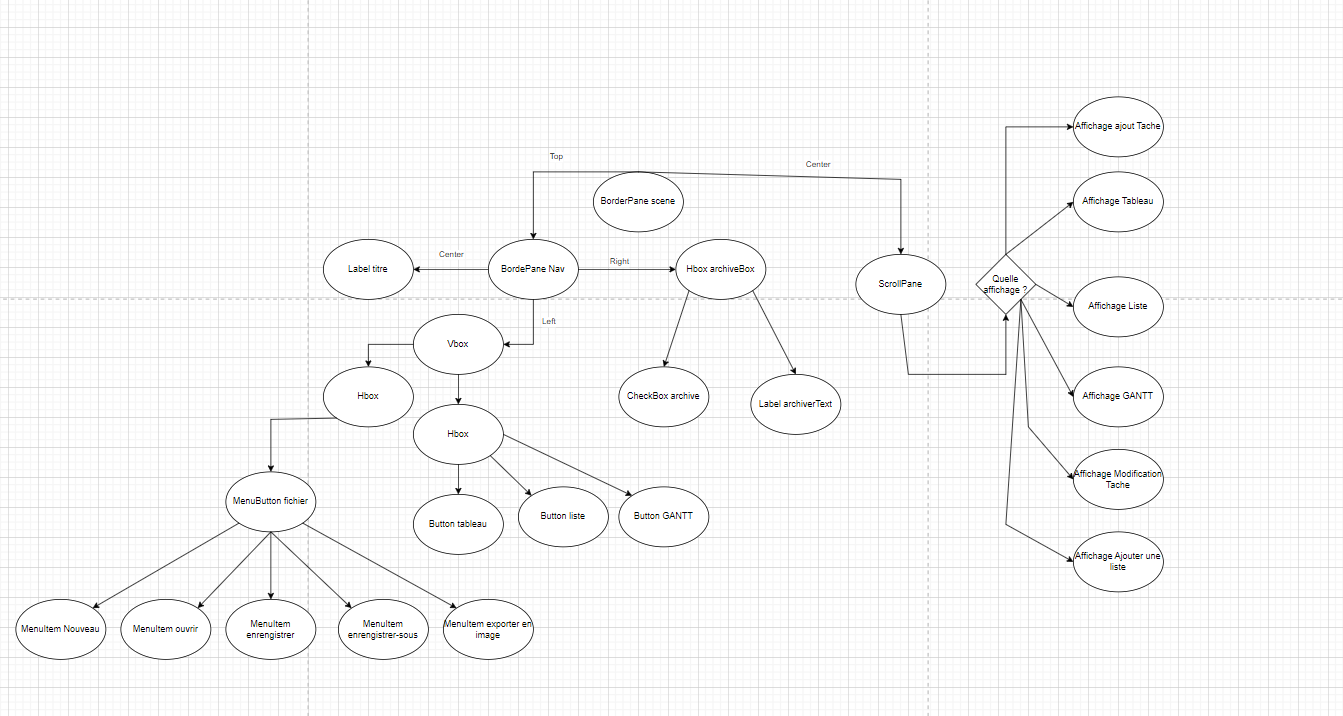 Affichage ajout Tache
Top
Center
BorderPane scene
Affichage Tableau
Center
Right
Label titre
BordePane Nav
Hbox archiveBox
ScrollPane
Quelle
affichage ?
Affichage Liste
Left
Vbox
Hbox
CheckBox archive
Label archiverText
Affichage GANTT
Hbox
Affichage Modification
Tache
MenuButton fichier
Button tableau
Button liste
Button GANTT
Affichage Ajouter une
liste
MenuItem Nouveau
MenuItem ouvrir
MenuItem
enrengistrer
MenuItem
enrengistrer-sous
MenuItem exporter en
image